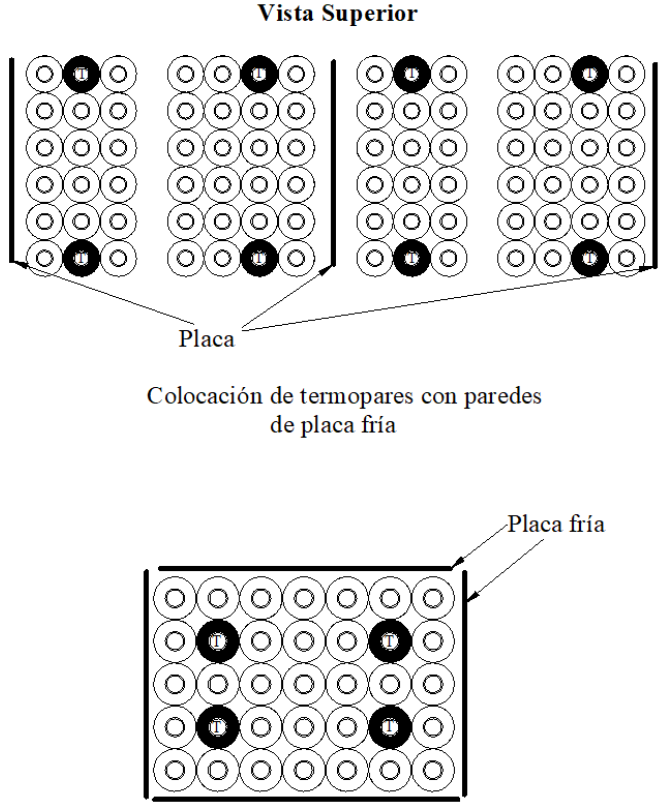 Vista Superior
T T T T
T T T T
Placa
Colocación de termopares con paredes
de placa fría
Placa fría
T T
T T